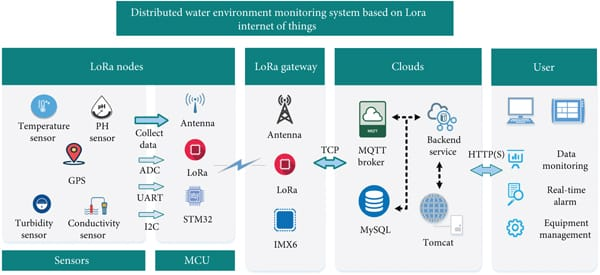 Distributed water environment monitoring system based on Lora
internet of things
LoRa nodes
Temperature
sensor
PH
sensor
GPS
Turbidity
sensor
Conductivity
sensor
Sensors
Collect
data
ADC
UART
I2C
Antenna
LoRa
STM32
MCU
LoRa gateway
Antenna
LoRa
IMX6
TCP
Clouds
MQTT
MQTT
broker
Backend
service
MySQL
Tomcat
HTTP(S)
User
Data
monitoring
Real-time
alarm
Equipment
management